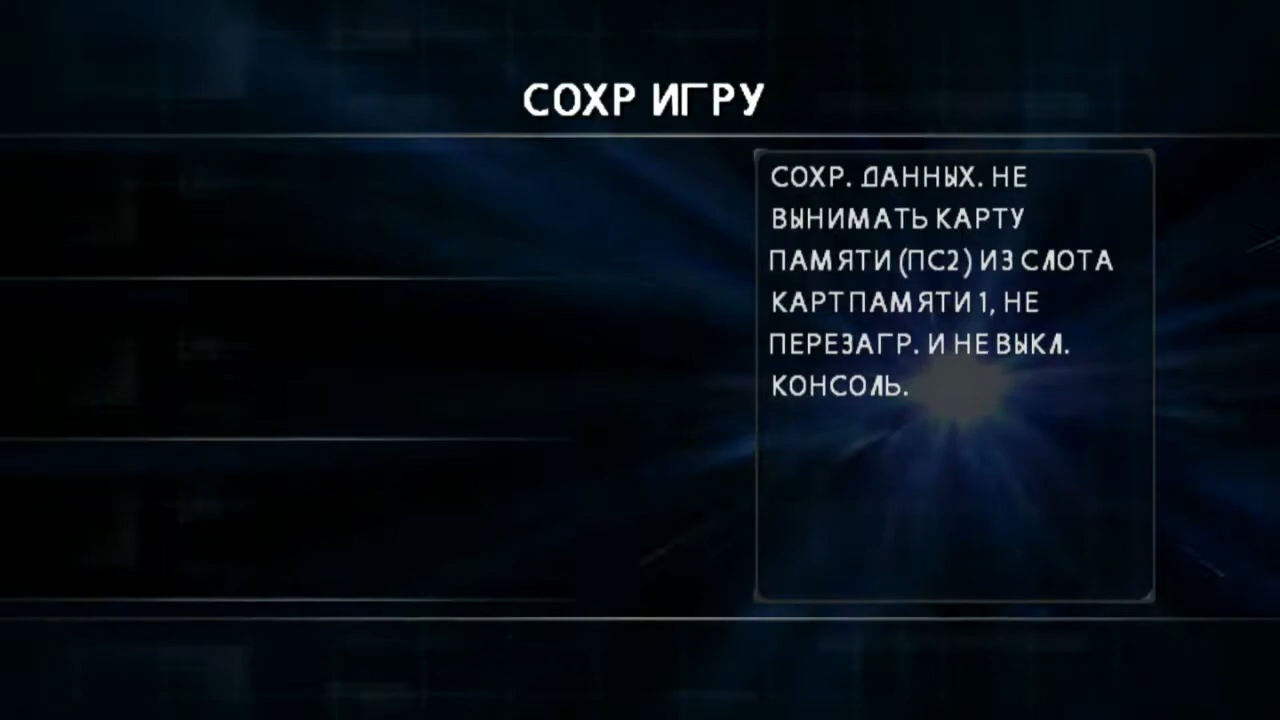 СОХР ИГРУ
СОХР. ДАННЫХ. НЕ
ВЫНИМАТЬ КАРТУ
ПАМЯТИ (ПС2) ИЗ СЛОТА
КАРТ ПАМЯТИ 1, НЕ
ПЕРЕЗАГР. И НЕ ВЫКЛ.
КОНСОЛЬ.